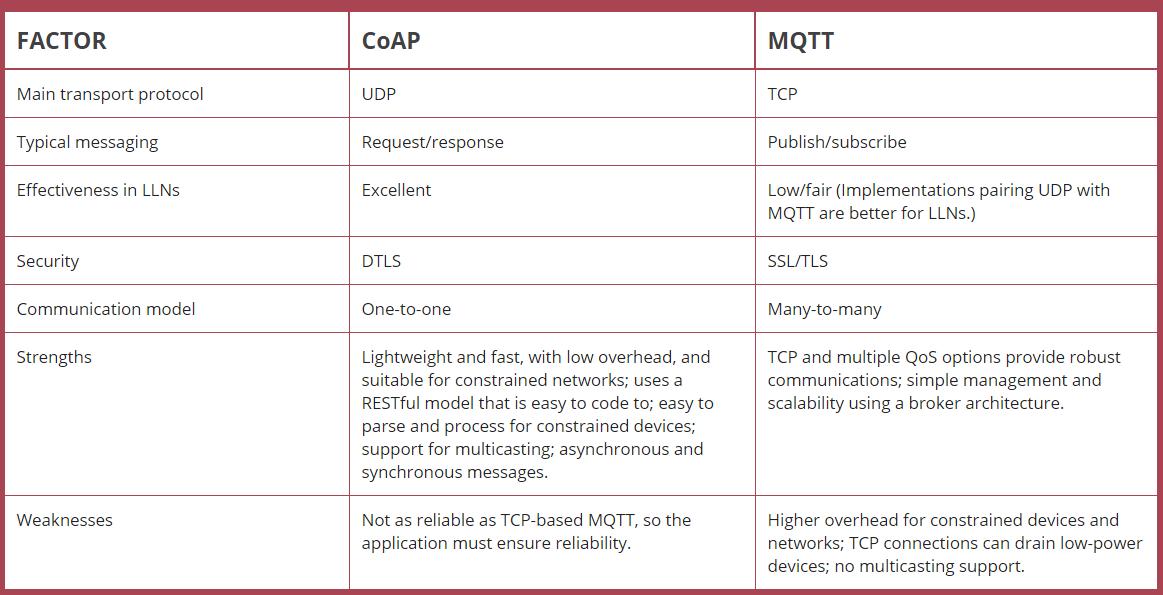 FACTOR
CoAP
MQTT
Main transport protocol
UDP
TCP
Typical messaging
Request/response
Publish/subscribe
Effectiveness in LLNs
Excellent
Low/fair (Implementations pairing UDP with
MQTT are better for LLNs.)
Security
DTLS
SSL/TLS
Communication model
One-to-one
Many-to-many
Strengths
Lightweight and fast, with low overhead, and
suitable for constrained networks; uses a
RESTful model that is easy to code to; easy to
parse and process for constrained devices;
support for multicasting; asynchronous and
synchronous messages.
TCP and multiple QoS options provide robust
communications; simple management and
scalability using a broker architecture.
Weaknesses
Not as reliable as TCP-based MQTT, so the
application must ensure reliability.
Higher overhead for constrained devices and
networks; TCP connections can drain low-power
devices; no multicasting support.